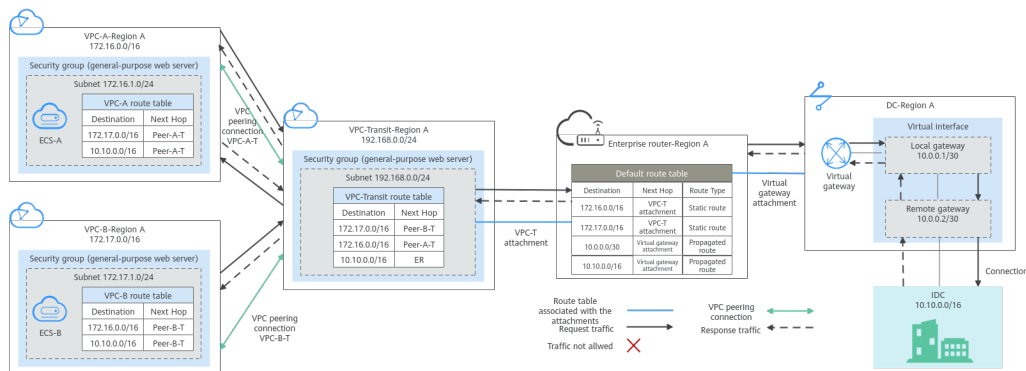 VPC-A-Region A
172.16.0.0/16
Security group (general-purpose web server)
Subnet 172.16.1.0/24
VPC-A route table
Destination Next Hop
172.17.0.0/16 Peer-A-T
10.10.0.0/16 Peer-A-T
ECS-A
VPC
peering
connection
VPC-A-T
VPC-B-Region A
172.17.0.0/16
Security group (general-purpose web server)
Subnet 172.17.1.0/24
VPC-B route table
Destination Next Hop
172.16.0.0/16 Peer-B-T
10.10.0.0/16 Peer-B-T
ECS-B
VPC peering
connection
VPC-B-T
VPC-Transit-Region A
192.168.0.0/24
Security group (general-purpose web server)
Subnet 192.168.0.0/24
VPC-Transit route table
Destination Next Hop
172.17.0.0/16 Peer-B-T
172.16.0.0/16 Peer-A-T
10.10.0.0/16 ER
VPC-T
attachment
Enterprise router-Region A
Default route table
Destination Next Hop Route Type
172.16.0.0/16 VPC-T attachment Static route
172.17.0.0/16 VPC-T attachment Static route
10.0.0.0/30 Virtual gateway attachment Propagated route
10.10.0.0/16 Virtual gateway attachment Propagated route
Virtual
gateway
attachment
DC-Region A
Virtual interface
Local gateway
10.0.0.1/30
Virtual
gateway
Remote gateway
10.0.0.2/30
Connection
IDC
10.10.0.0/16
Route table
associated with the
attachments
VPC peering
connection
Request traffic
Response traffic
Traffic not allwed